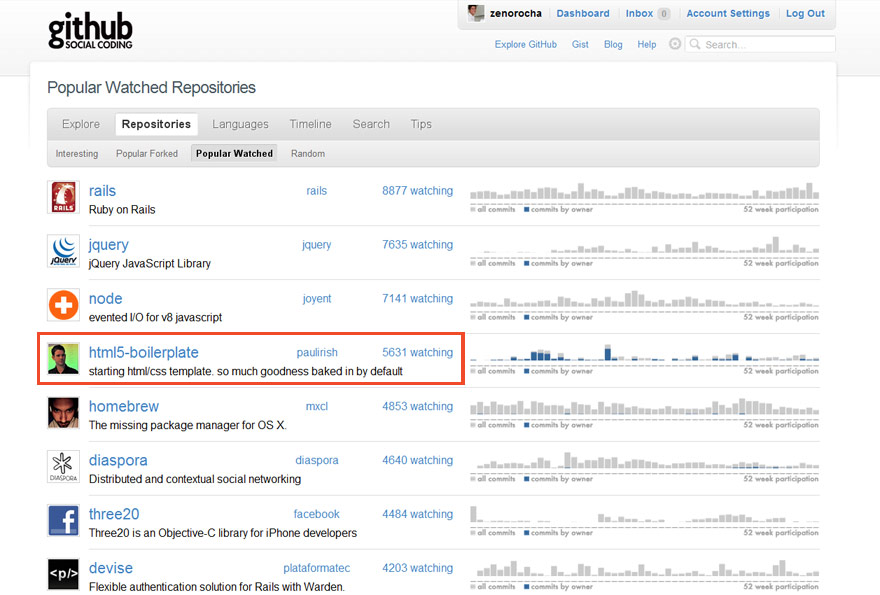 github
SOCIAL CODING
zenorocha Dashboard Inbox 0 Account Settings Log Out
Explore GitHub Gist Blog Help Search...
Popular Watched Repositories
Explore Repositories Languages Timeline Search Tips
Interesting Popular Forked Popular Watched Random
RAILS
rails rails 8877 watching
Ruby on Rails
all commits commits by owner 52 week participation
jQuery
jquery jquery 7635 watching
jQuery JavaScript Library
all commits commits by owner 52 week participation
node joyent 7141 watching
evented I/O for v8 javascript
all commits commits by owner 52 week participation
html5-boilerplate paulirish 5631 watching
starting html/css template. so much goodness baked in by default
all commits commits by owner 52 week participation
homebrew mxcl 4853 watching
The missing package manager for OS X.
all commits commits by owner 52 week participation
DIASPORA
diaspora diaspora 4640 watching
Distributed and contextual social networking
all commits commits by owner 52 week participation
f
three20 facebook 4484 watching
Three20 is an Objective-C library for iPhone developers
all commits commits by owner 52 week participation
<p/>
devise plataformatec 4203 watching
Flexible authentication solution for Rails with Warden.
all commits commits by owner 52 week participation